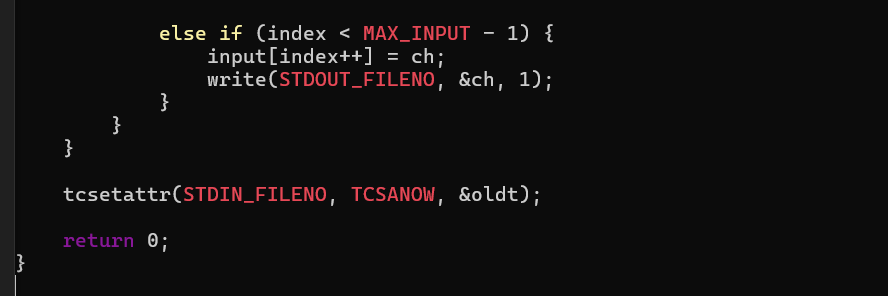 else if (index < MAX_INPUT - 1) {
                input[index++] = ch;
                write(STDOUT_FILENO, &ch, 1);
            }
        }
    }

    tcsetattr(STDIN_FILENO, TCSANOW, &oldt);

    return 0;
}